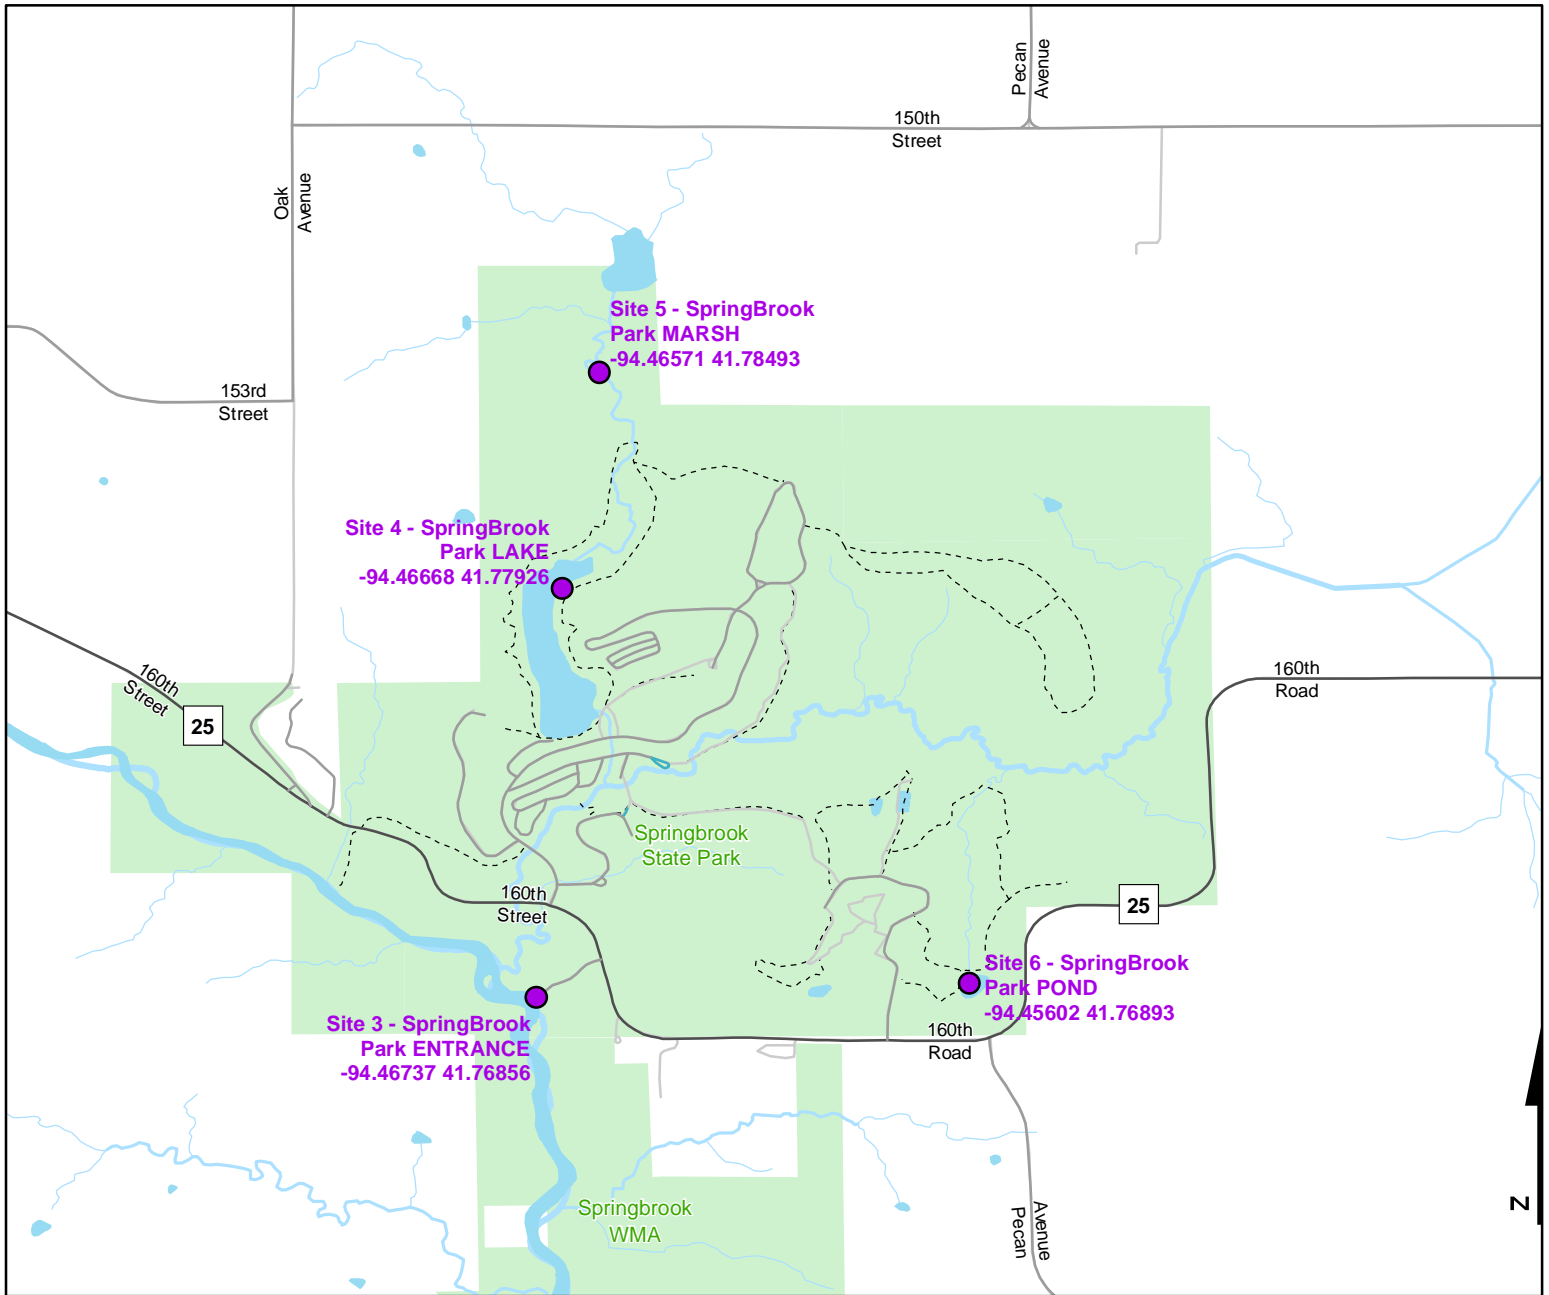 Pecan
Avenue
150th
Street
Oak
Avenue
Site 5 - SpringBrook
Park MARSH
-94.46571 41.78493
153rd
Street
Site 4 - SpringBrook
Park LAKE
-94.46668 41.77926
160th
Street
25
160th
Road
Springbrook
State Park
160th
Street
25
Site 6 - SpringBrook
Park POND
-94.45602 41.76893
Site 3 - SpringBrook
Park ENTRANCE
-94.46737 41.76856
160th
Road
Springbrook
WMA
Avenue
Pecan
N